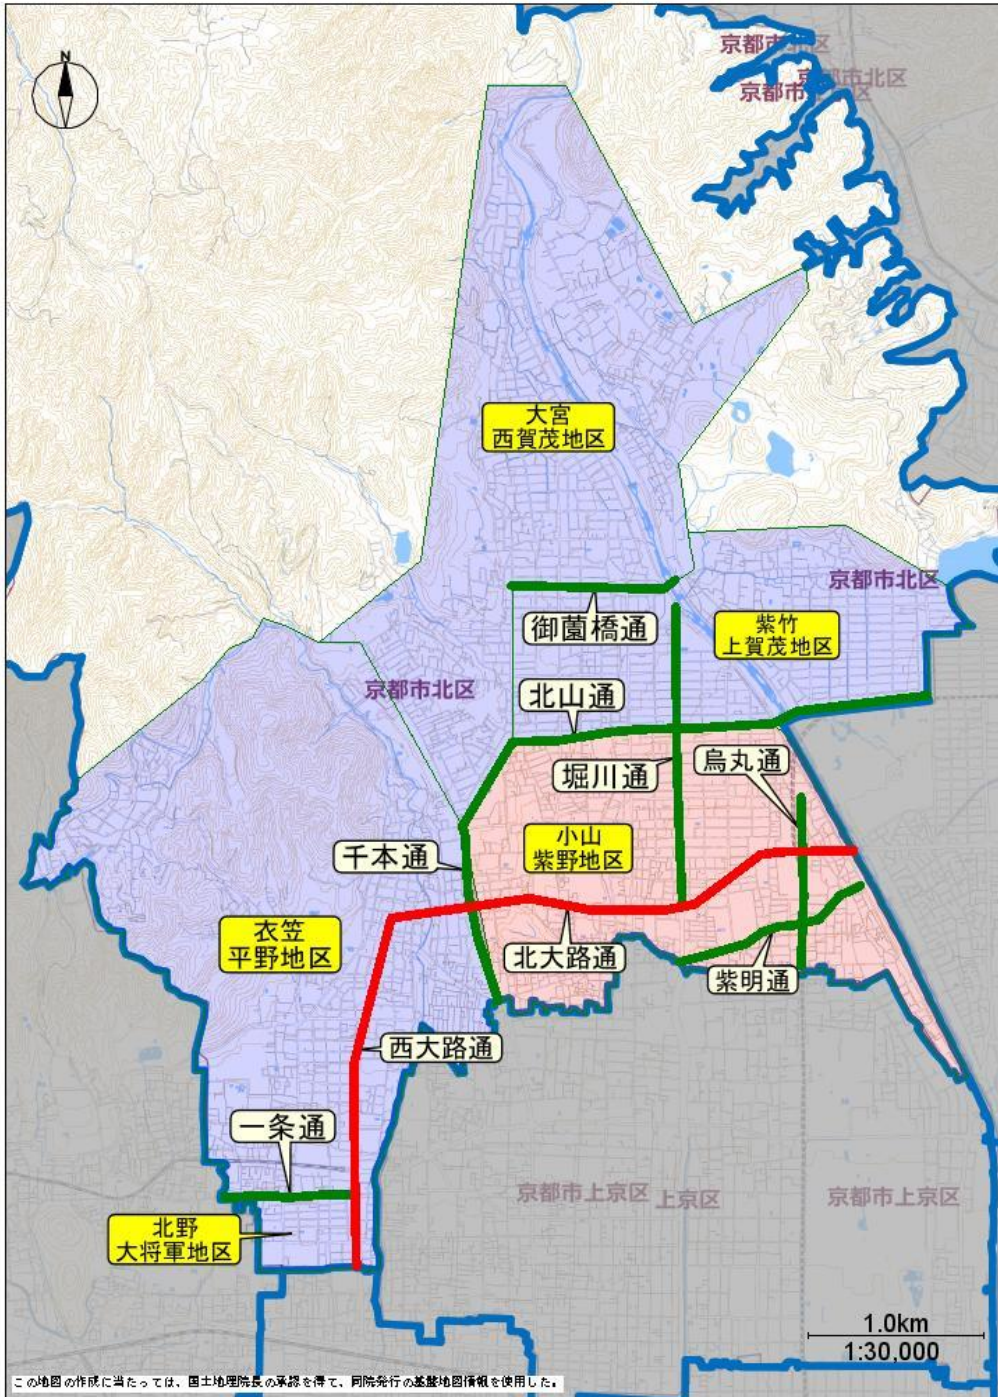 京都市北区
京都市北区
京都市北区
N
大宮
西賀茂地区
京都市北区
御薗橋通
紫竹
上賀茂地区
京都市北区
北山通
烏丸通
堀川通
小山
紫野地区
千本通
衣笠
平野地区
北大路通
紫明通
西大路通
一条通
京都市上京区
上京区
京都市上京区
北野
大将軍地区
1.0km
1:30,000
この地図の作成に当たっては、国土地理院長の承認を得て、同院発行の基盤地図情報を使用した。